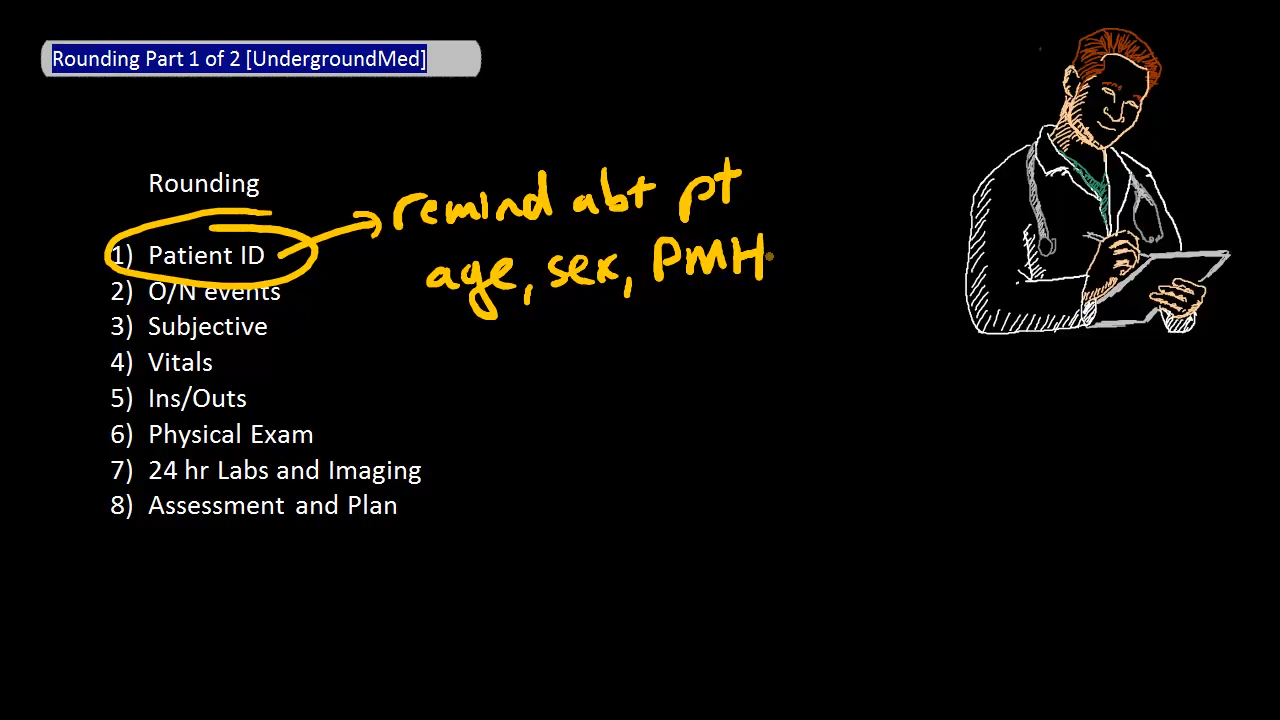 Rounding Part 1 of 2 [UndergroundMed]
Rounding
1) Patient ID
remind abt pt
age, sex, PMH
2) O/N events
3) Subjective
4) Vitals
5) Ins/Outs
6) Physical Exam
7) 24 hr Labs and Imaging
8) Assessment and Plan